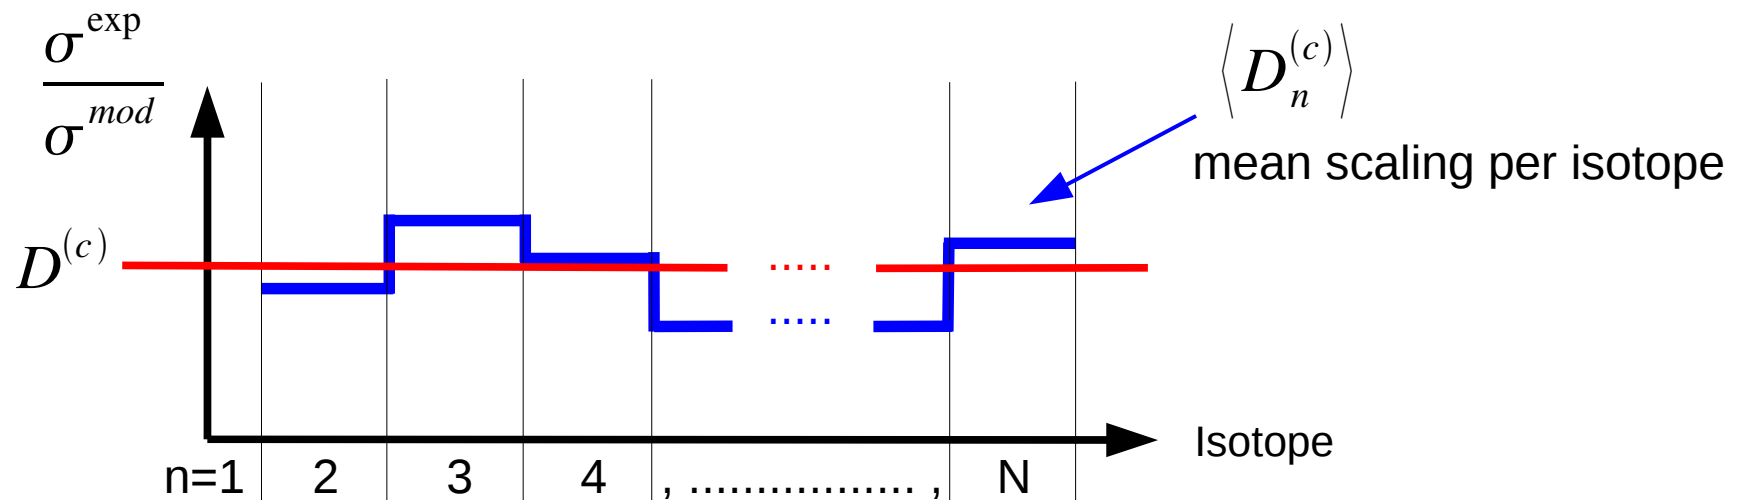 σ^exp
σ^mod
⟨D_n^(c)⟩
mean scaling per isotope
D^(c)
..... 
.....
Isotope
n=1 2 3 4 , ................. , N